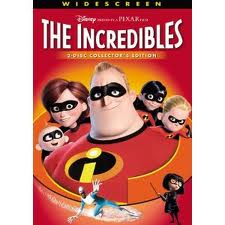 WIDESCREEN
Disney PRESENTS A PIXAR FILM
THE INCREDIBLES
2-DISC COLLECTOR'S EDITION